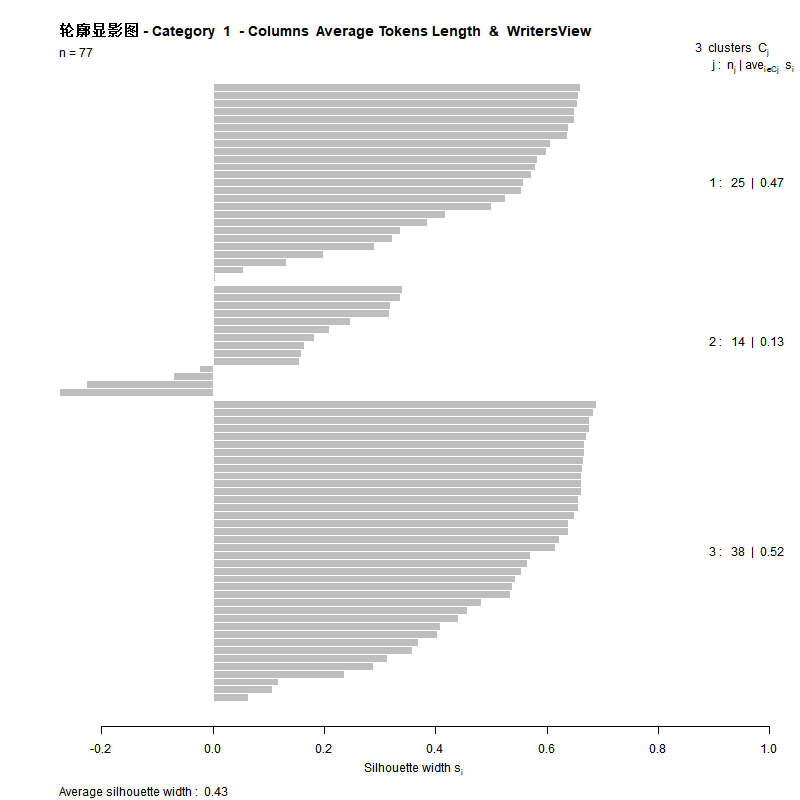 轮廓显影图 - Category 1 - Columns Average Tokens Length & WritersView
n = 77
3 clusters Cj
j : nj | avei∈Cj si
1 : 25 | 0.47
2 : 14 | 0.13
3 : 38 | 0.52
-0.2 0.0 0.2 0.4 0.6 0.8 1.0
Silhouette width si
Average silhouette width : 0.43